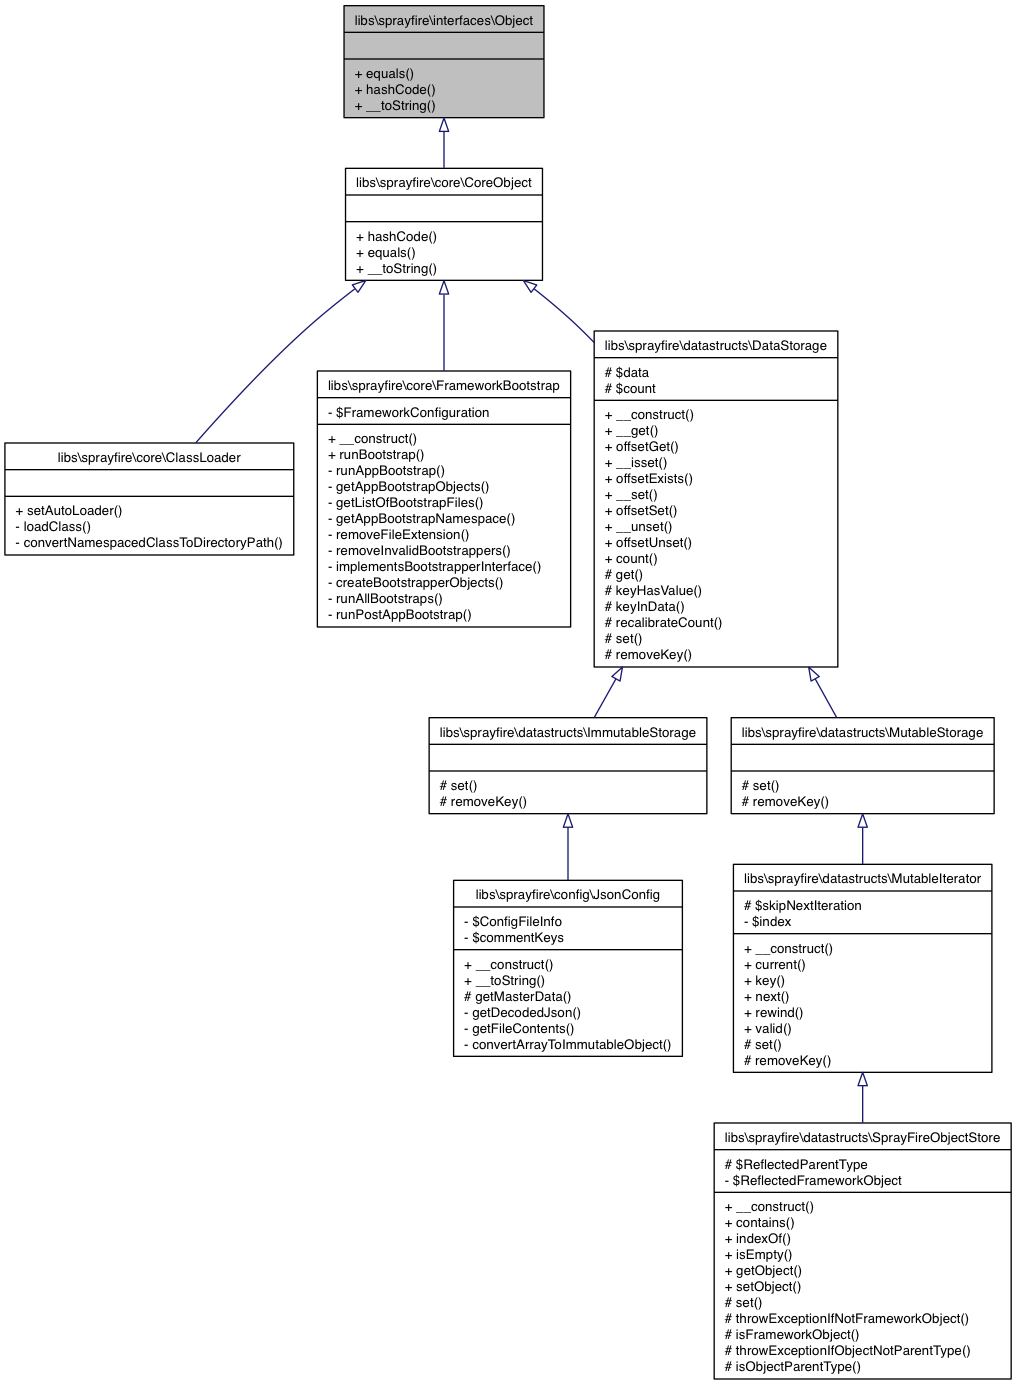 libs\sprayfire\interfaces\Object
+ equals()
+ hashCode()
+ __toString()
libs\sprayfire\core\CoreObject
+ hashCode()
+ equals()
+ __toString()
libs\sprayfire\core\ClassLoader
+ setAutoLoader()
- loadClass()
- convertNamespacedClassToDirectoryPath()
libs\sprayfire\core\FrameworkBootstrap
- $FrameworkConfiguration
+ __construct()
+ runBootstrap()
- runAppBootstrap()
- getAppBootstrapObjects()
- getListOfBootstrapFiles()
- getAppBootstrapNamespace()
- removeFileExtension()
- removeInvalidBootstrappers()
- implementsBootstrapperInterface()
- createBootstrapperObjects()
- runAllBootstraps()
- runPostAppBootstrap()
libs\sprayfire\datastructs\DataStorage
# $data
# $count
+ __construct()
+ __get()
+ offsetGet()
+ __isset()
+ offsetExists()
+ __set()
+ offsetSet()
+ __unset()
+ offsetUnset()
+ count()
# get()
# keyHasValue()
# keyInData()
# recalibrateCount()
# set()
# removeKey()
libs\sprayfire\datastructs\ImmutableStorage
# set()
# removeKey()
libs\sprayfire\datastructs\MutableStorage
# set()
# removeKey()
libs\sprayfire\config\JsonConfig
- $ConfigFileInfo
- $commentKeys
+ __construct()
+ __toString()
# getMasterData()
- getDecodedJson()
- getFileContents()
- convertArrayToImmutableObject()
libs\sprayfire\datastructs\MutableIterator
# $skipNextIteration
- $index
+ __construct()
+ current()
+ key()
+ next()
+ rewind()
+ valid()
# set()
# removeKey()
libs\sprayfire\datastructs\SprayFireObjectStore
# $ReflectedParentType
- $ReflectedFrameworkObject
+ __construct()
+ contains()
+ indexOf()
+ isEmpty()
+ getObject()
+ setObject()
# set()
# throwExceptionIfNotFrameworkObject()
# isFrameworkObject()
# throwExceptionIfObjectNotParentType()
# isObjectParentType()